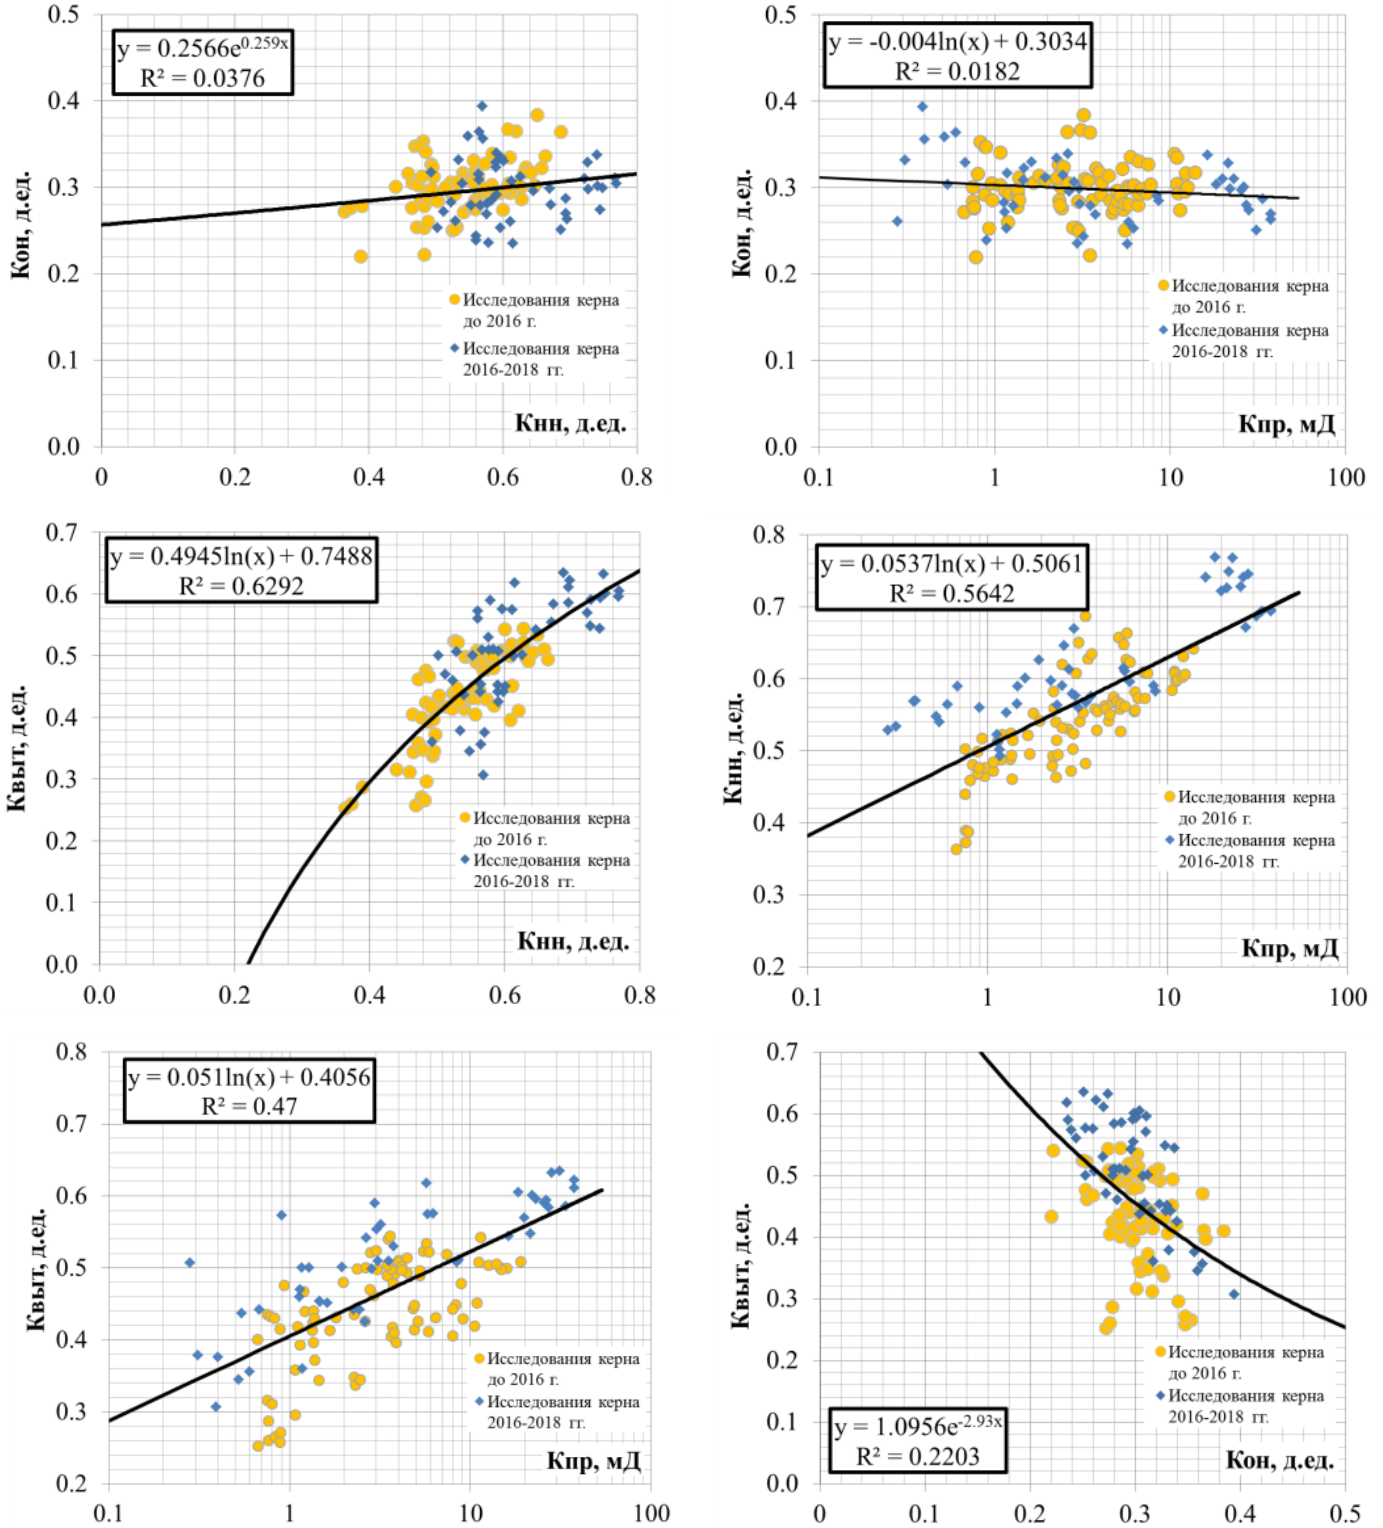 0.5
0.4
0.3
0.2
0.1
0.0
Кон, д.ед.
y = 0.2566e^0.259x
R² = 0.0376
Исследования керна
до 2016 г.
Исследования керна
2016-2018 гг.
Кнн, д.ед.
0
0.2
0.4
0.6
0.8
0.5
0.4
0.3
0.2
0.1
0.0
Кон, д.ед.
y = -0.004ln(x) + 0.3034
R² = 0.0182
Исследования керна
до 2016 г.
Исследования керна
2016-2018 гг.
Кпр, мД
0.1
1
10
100
0.7
0.6
0.5
0.4
0.3
0.2
0.1
0.0
Квыт, д.ед.
y = 0.4945ln(x) + 0.7488
R² = 0.6292
Исследования керна
до 2016 г.
Исследования керна
2016-2018 гг.
Кнн, д.ед.
0.0
0.2
0.4
0.6
0.8
0.8
0.7
0.6
0.5
0.4
0.3
0.2
Кнн, д.ед.
y = 0.0537ln(x) + 0.5061
R² = 0.5642
Исследования керна
до 2016 г.
Исследования керна
2016-2018 гг.
Кпр, мД
0.1
1
10
100
0.8
0.7
0.6
0.5
0.4
0.3
0.2
Квыт, д.ед.
y = 0.051ln(x) + 0.4056
R² = 0.47
Исследования керна
до 2016 г.
Исследования керна
2016-2018 гг.
Кпр, мД
0.1
1
10
100
0.7
0.6
0.5
0.4
0.3
0.2
0.1
0.0
Квыт, д.ед.
Исследования керна
до 2016 г.
Исследования керна
2016-2018 гг.
y = 1.0956e^-2.93x
R² = 0.2203
Кон, д.ед.
0
0.1
0.2
0.3
0.4
0.5